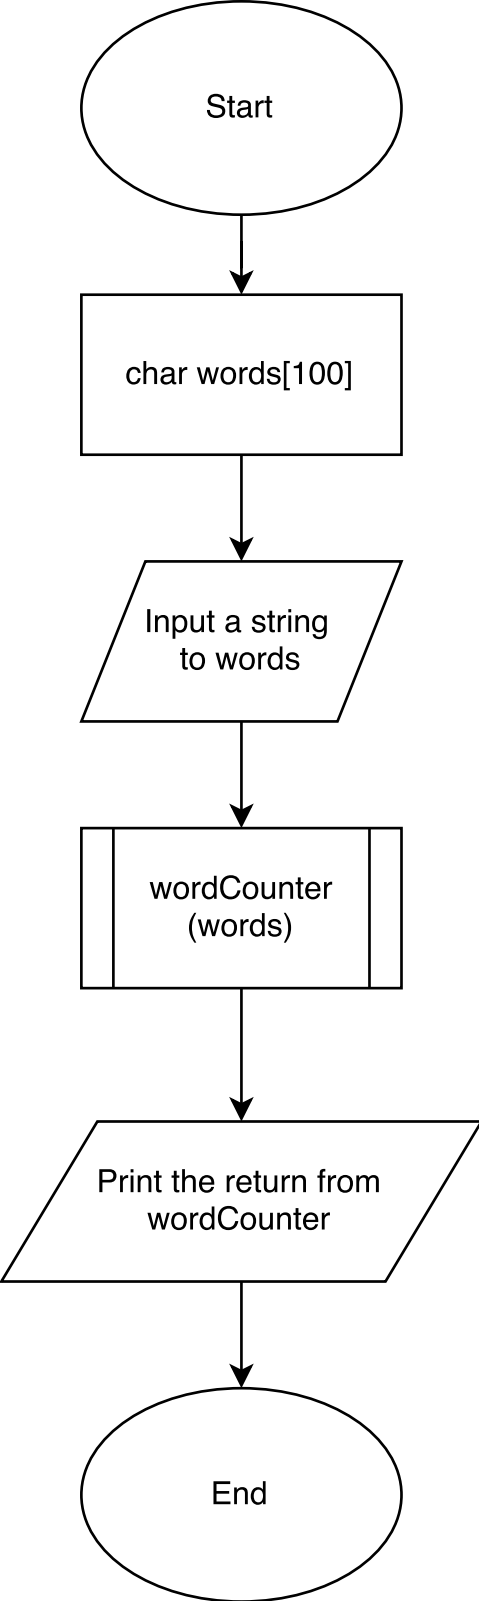 Start
char words[100]
Input a string
to words
wordCounter
(words)
Print the return from
wordCounter
End